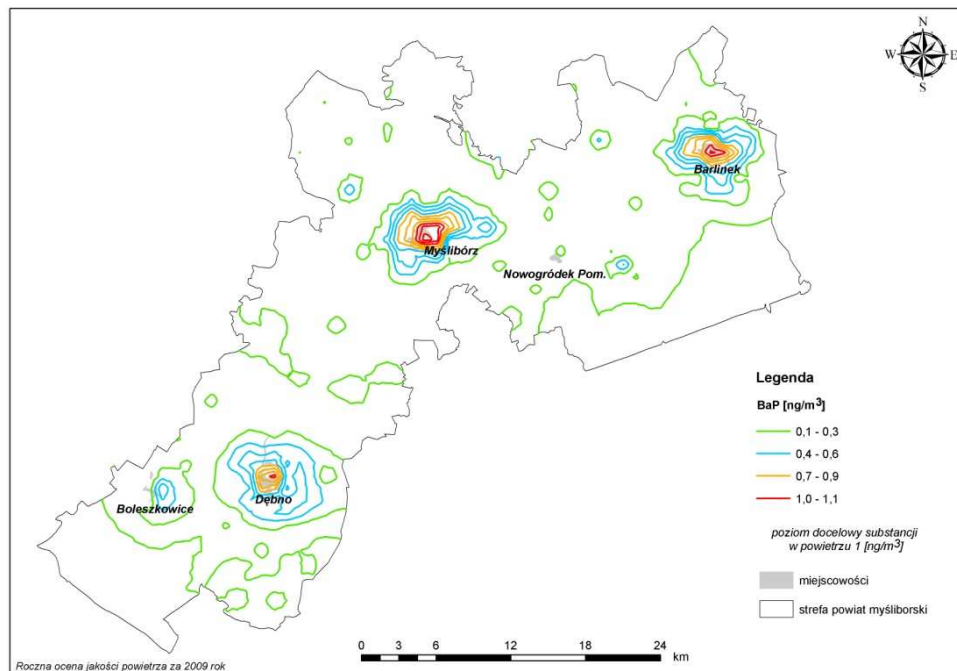 N
W E
S
Barlinek
Myślibórz
Nowogródek Pom.
Legenda
BaP [ng/m³]
0,1 - 0,3
0,4 - 0,6
0,7 - 0,9
1,0 - 1,1
Dębno
Boleszkowice
poziom docelowy substancji
w powietrzu 1 [ng/m³]
miejscowości
strefa powiat myśliborski
0 3 6 12 18 24
km
Roczna ocena jakości powietrza za 2009 rok